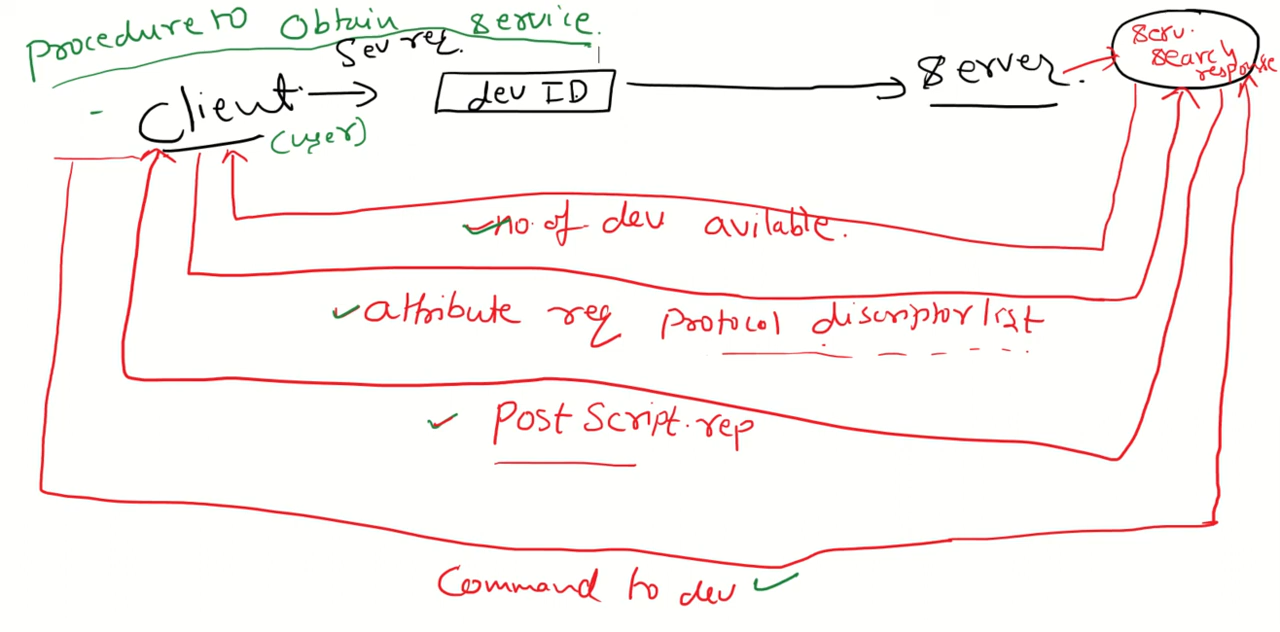 Procedure to obtain service.
Sev req.
Client
(user)
dev ID
Server.
Serv.
search
response
no. of dev avilable.
attribute req protocol discriptor list
Post Script. rep
Command to dev